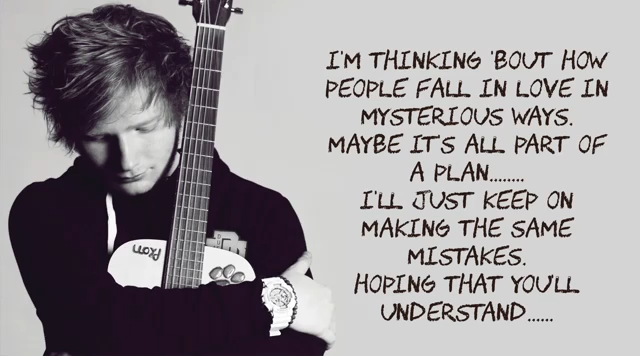 I'M THINKING 'BOUT HOW
PEOPLE FALL IN LOVE IN
MYSTERIOUS WAYS.
MAYBE IT'S ALL PART OF
A PLAN........
I'LL JUST KEEP ON
MAKING THE SAME
MISTAKES.
HOPING THAT YOU'LL
UNDERSTAND......